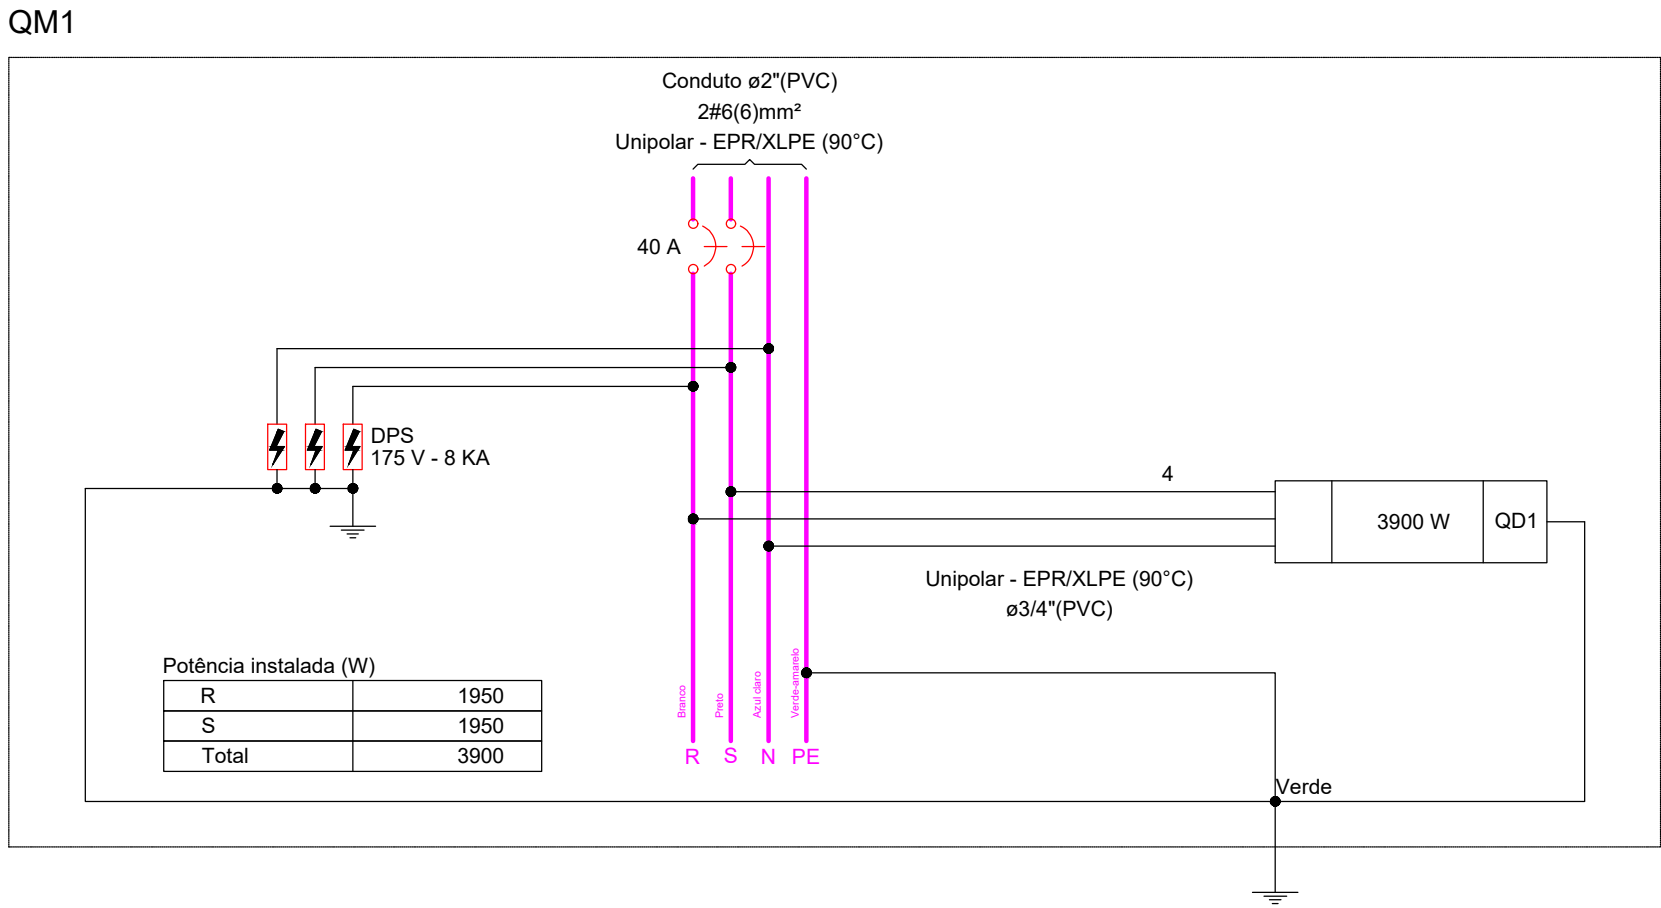 QM1
Conduto ø2"(PVC)
2#6(6)mm²
Unipolar - EPR/XLPE (90°C)
40 A
DPS
175 V - 8 KA
4
3900 W
QD1
Unipolar - EPR/XLPE (90°C)
ø3/4"(PVC)
Potência instalada (W)
R 1950
S 1950
Total 3900
Branco
Preto
Azul claro
Verde-amarelo
R S N PE
Verde